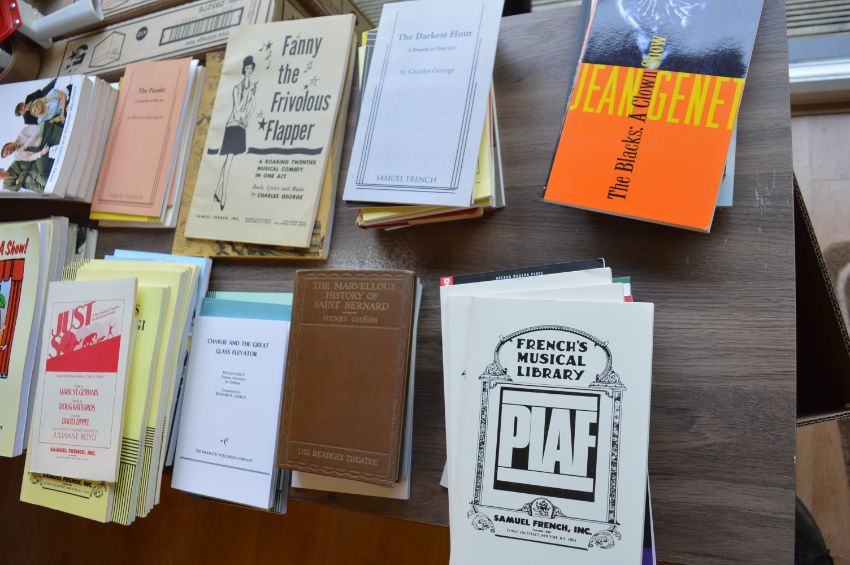 The Parade
Fanny
the
Frivolous
Flapper
A ROARING TWENTIES
MUSICAL COMEDY
IN ONE ACT
Book, Lyrics and Music
by CHARLES GEORGE
SAMUEL FRENCH, INC.
The Darkest Hour
A Drama in One Act
by Charles George
SAMUEL FRENCH
JEAN GENET
The Blacks: A Clown Show
SAMUEL FRENCH
A Show!
JUST
MARK ST. GERMAIN
DOUG KATSAROS
DAVID ZIPPEL
JULIANNE BOYD
SAMUEL FRENCH, INC.
SAMUEL FRENCH, INC.
CHARLIE AND THE GREAT
GLASS ELEVATOR
THE DRAMATIC PUBLISHING COMPANY
THE MARVELLOUS
HISTORY OF
SAINT BERNARD
HENRI GHÉON
THE READER'S THEATRE
FRENCH'S
MUSICAL
LIBRARY
PIAF
SAMUEL FRENCH, INC.